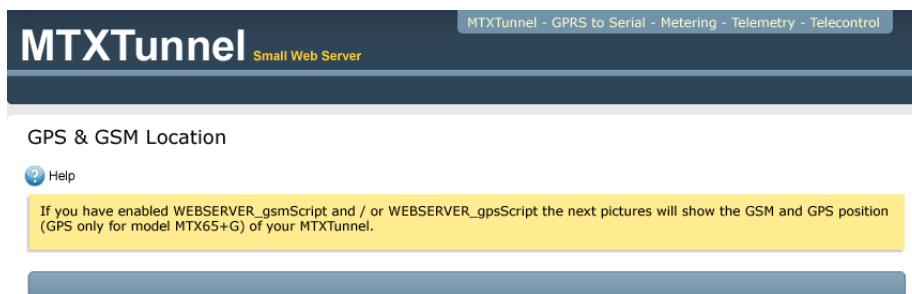 MTXTunnel - GPRS to Serial - Metering - Telemetry - Telecontrol
MTXTunnel Small Web Server
GPS & GSM Location
? Help
If you have enabled WEBSERVER_gsmScript and / or WEBSERVER_gpsScript the next pictures will show the GSM and GPS position
(GPS only for model MTX65+G) of your MTXTunnel.